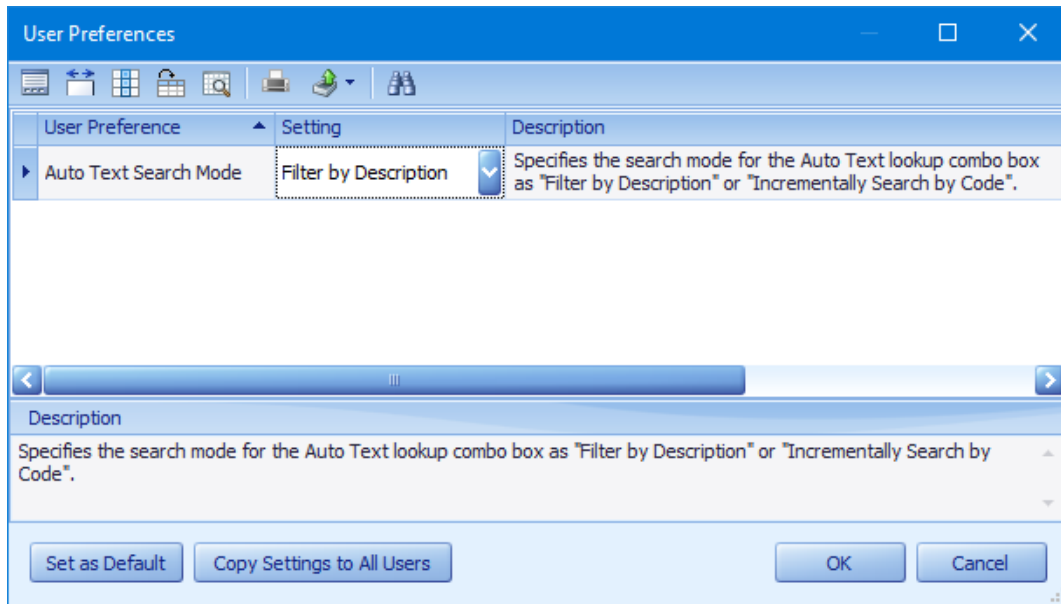 User Preferences
User Preference Setting Description
Auto Text Search Mode Filter by Description Specifies the search mode for the Auto Text lookup combo box
as "Filter by Description" or "Incrementally Search by Code".
Description
Specifies the search mode for the Auto Text lookup combo box as "Filter by Description" or "Incrementally Search by
Code".
Set as Default Copy Settings to All Users OK Cancel